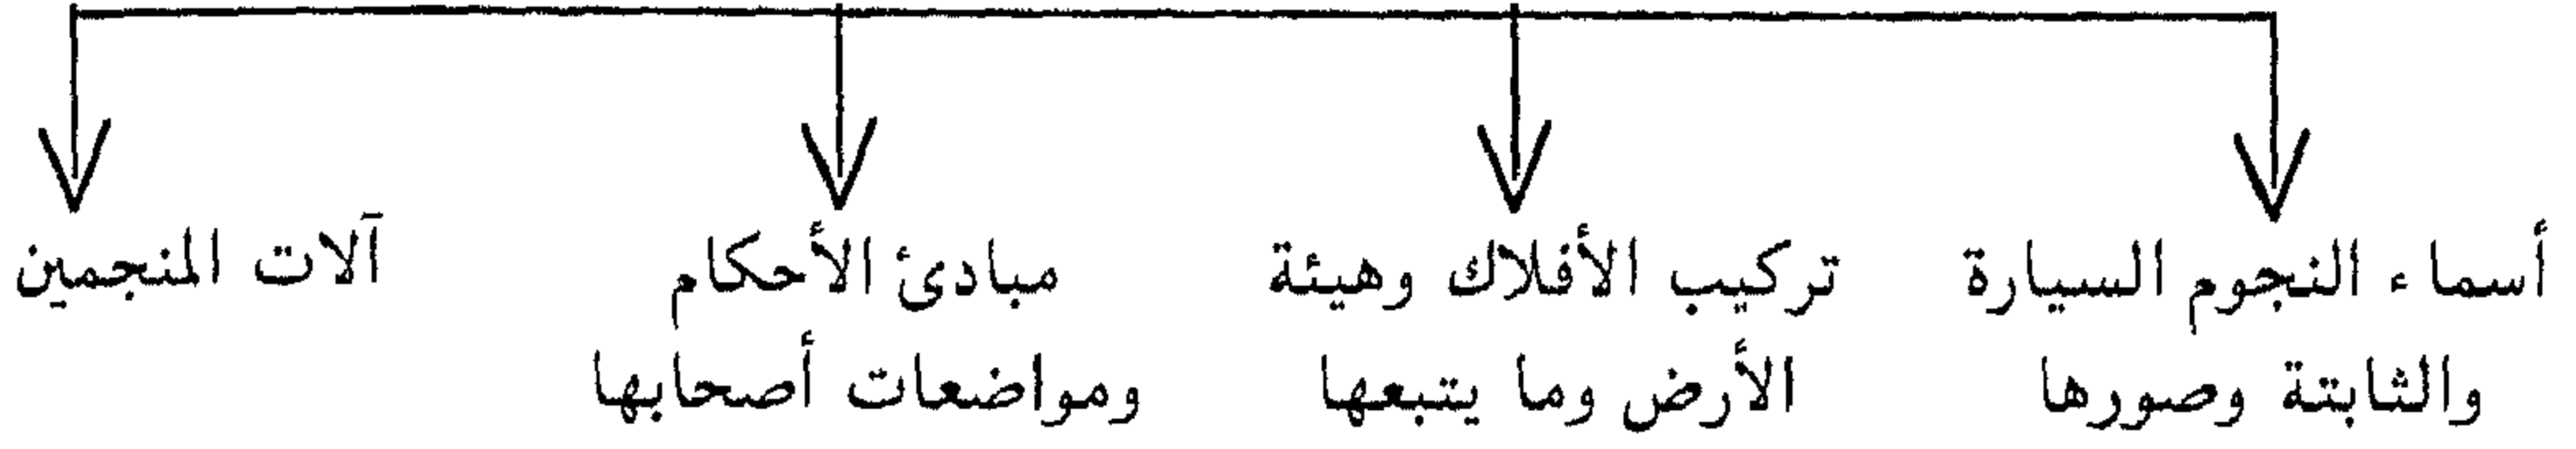 أسماء النجوم السيارة
والثابتة وصورها
تركيب الأفلاك وهيئة
الأرض وما يتبعها
مبادئ الأحكام
ومواضعات أصحابها
آلات المنجمين